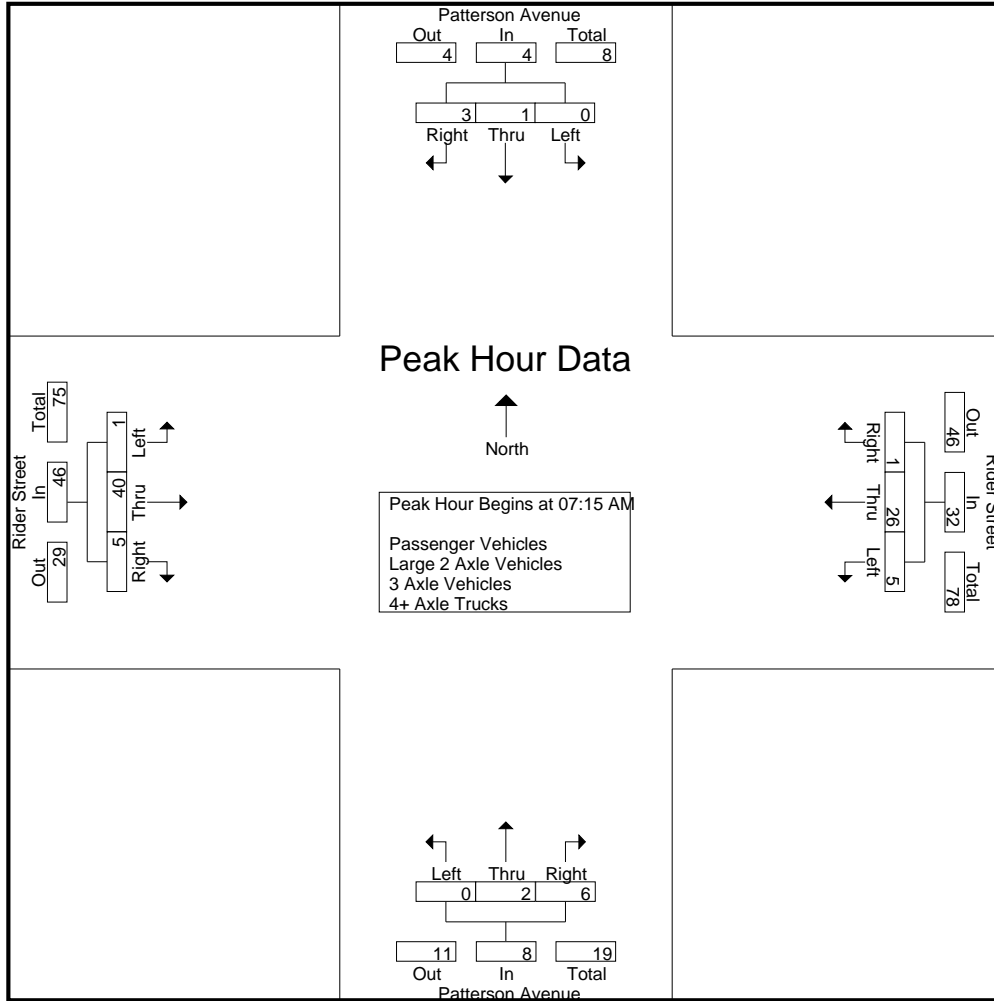 Patterson Avenue
Out In Total
4 4 8
3 1 0
Right Thru Left
Peak Hour Data
North
Peak Hour Begins at 07:15 AM
Passenger Vehicles
Large 2 Axle Vehicles
3 Axle Vehicles
4+ Axle Trucks
Rider Street
Out In Total
29 46 75
5 40 1
Right Thru Left
Rider Street
Out In Total
46 32 78
1 26 5
Right Thru Left
Left Thru Right
0 2 6
11 8 19
Out In Total
Patterson Avenue